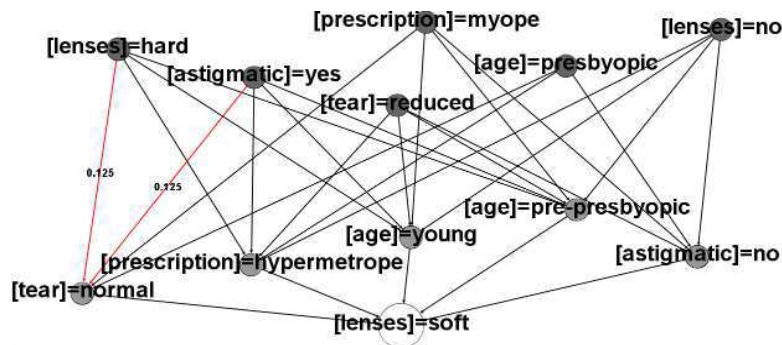 [prescription]=myope
[lenses]=no
[lenses]=hard
[age]=presbyopic
[astigmatic]=yes
[tear]=reduced
0.125
0.125
[age]=pre-presbyopic
[age]=young
[astigmatic]=no
[prescription]=hypermetrope
[tear]=normal
[lenses]=soft